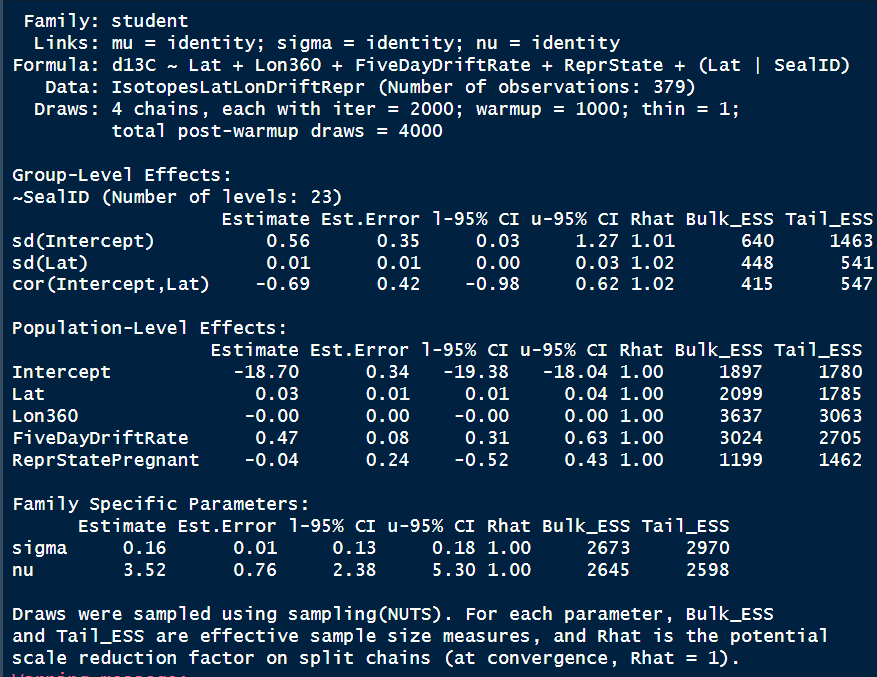 Family: student
Links: mu = identity; sigma = identity; nu = identity
Formula: d13C ~ Lat + Lon360 + FiveDayDriftRate + ReprState + (Lat | SealID)
Data: IsotopesLatLonDriftRepr (Number of observations: 379)
Draws: 4 chains, each with iter = 2000; warmup = 1000; thin = 1;
total post-warmup draws = 4000
Group-Level Effects:
~SealID (Number of levels: 23)
Estimate Est.Error l-95% CI u-95% CI Rhat Bulk_ESS Tail_ESS
sd(Intercept) 0.56 0.35 0.03 1.27 1.01 640 1463
sd(Lat) 0.01 0.01 0.00 0.03 1.02 448 541
cor(Intercept,Lat) -0.69 0.42 -0.98 0.62 1.02 415 547
Population-Level Effects:
Estimate Est.Error l-95% CI u-95% CI Rhat Bulk_ESS Tail_ESS
Intercept -18.70 0.34 -19.38 -18.04 1.00 1897 1780
Lat 0.03 0.01 0.01 0.04 1.00 2099 1785
Lon360 -0.00 0.00 -0.00 0.00 1.00 3637 3063
FiveDayDriftRate 0.47 0.08 0.31 0.63 1.00 3024 2705
ReprStatePregnant -0.04 0.24 -0.52 0.43 1.00 1199 1462
Family Specific Parameters:
Estimate Est.Error l-95% CI u-95% CI Rhat Bulk_ESS Tail_ESS
sigma 0.16 0.01 0.13 0.18 1.00 2673 2970
nu 3.52 0.76 2.38 5.30 1.00 2645 2598
Draws were sampled using sampling(NUTS). For each parameter, Bulk_ESS
and Tail_ESS are effective sample size measures, and Rhat is the potential
scale reduction factor on split chains (at convergence, Rhat = 1).